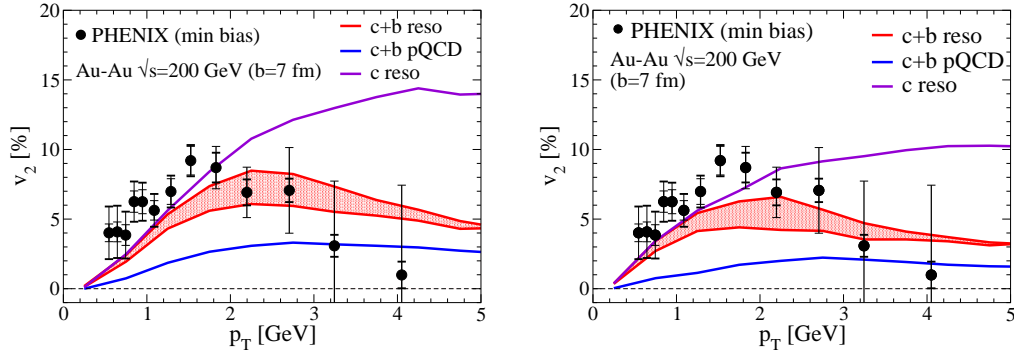 20
15
10
5
0
v2 [%]
PHENIX (min bias)
Au-Au √s=200 GeV (b=7 fm)
c+b reso
c+b pQCD
c reso
0 1 2 3 4 5
pT [GeV]
20
15
10
5
0
v2 [%]
PHENIX (min bias)
Au-Au √s=200 GeV
(b=7 fm)
c+b reso
c+b pQCD
c reso
0 1 2 3 4 5
pT [GeV]